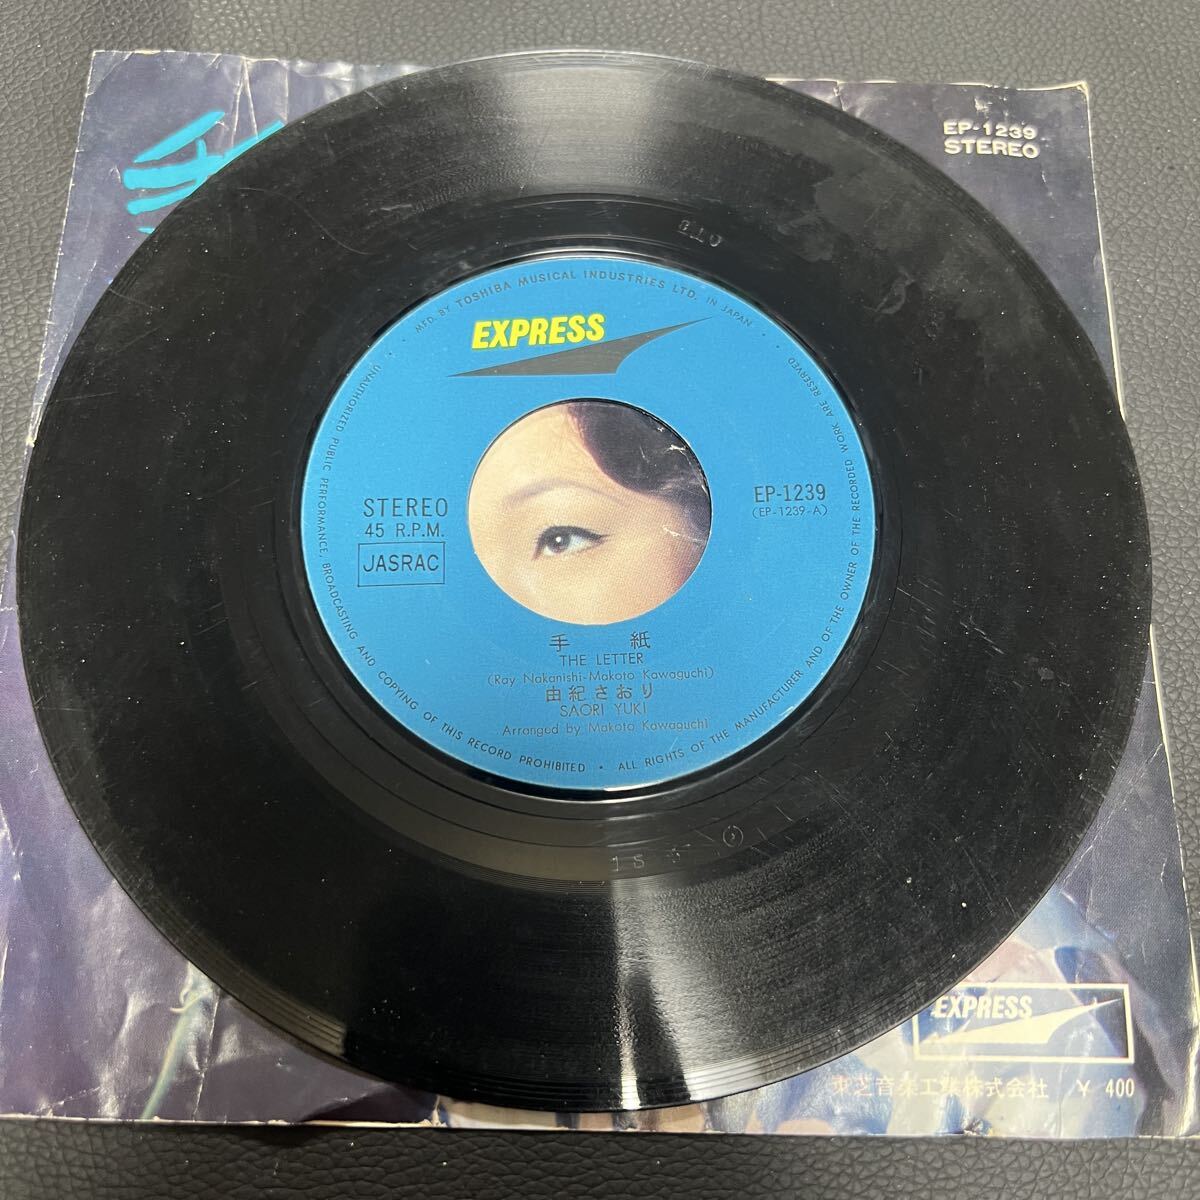 EP-1239
STEREO
MFD. BY TOSHIBA MUSICAL INDUSTRIES LTD. IN JAPAN
EXPRESS
STEREO
45 R.P.M.
JASRAC
EP-1239
(EP-1239-A)
手 紙
THE LETTER
(Ray Nakanishi-Makoto Kawaguchi)
由紀さおり
SAORI YUKI
Arranged by Makoto Kawaguchi
UNAUTHORIZED PUBLIC PERFORMANCE, BROADCASTING AND COPYING OF THIS RECORD PROHIBITED • ALL RIGHTS OF THE MANUFACTURER AND OF THE OWNER OF THE RECORDED WORK ARE RESERVED
EXPRESS
東芝音楽工業株式会社 ¥ 400